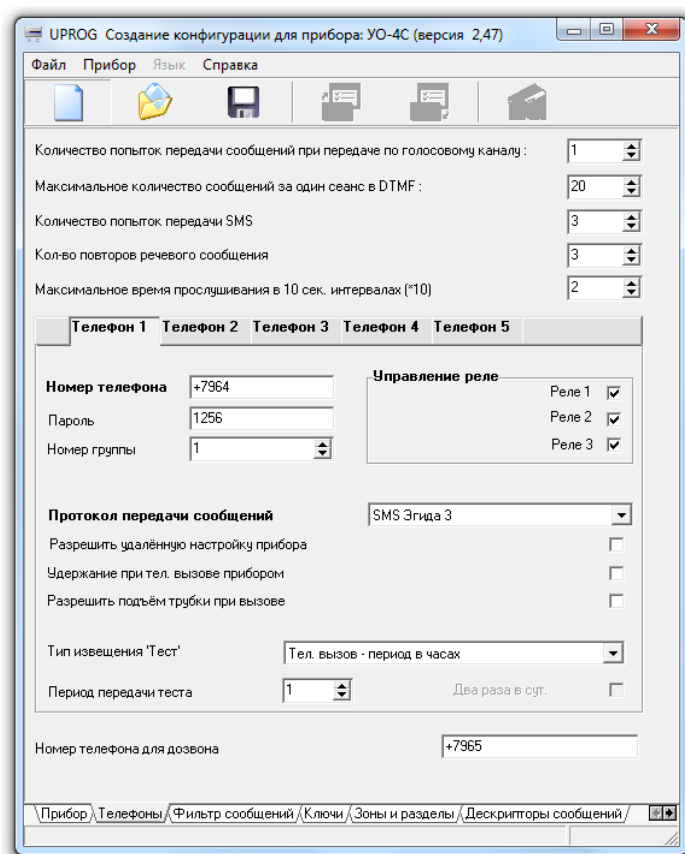 UPROG Создание конфигурации для прибора: УО-4С (версия 2,47)
Файл Прибор Язык Справка
Количество попыток передачи сообщений при передаче по голосовому каналу : 1
Максимальное количество сообщений за один сеанс в DTMF : 20
Количество попыток передачи SMS 3
Кол-во повторов речевого сообщения 3
Максимальное время прослушивания в 10 сек. интервалах (*10) 2
Телефон 1 Телефон 2 Телефон 3 Телефон 4 Телефон 5
Управление реле
Номер телефона +7964 Реле 1
Пароль 1256 Реле 2
Номер группы 1 Реле 3
Протокол передачи сообщений SMS Эгида 3
Разрешить удалённую настройку прибора
Удержание при тел. вызове прибором
Разрешить подъём трубки при вызове
Тип извещения 'Тест' Тел. вызов - период в часах
Период передачи теста 1 Два раза в сут.
Номер телефона для дозвона +7965
Прибор Телефоны Фильтр сообщений Ключи Зоны и разделы Дескрипторы сообщений